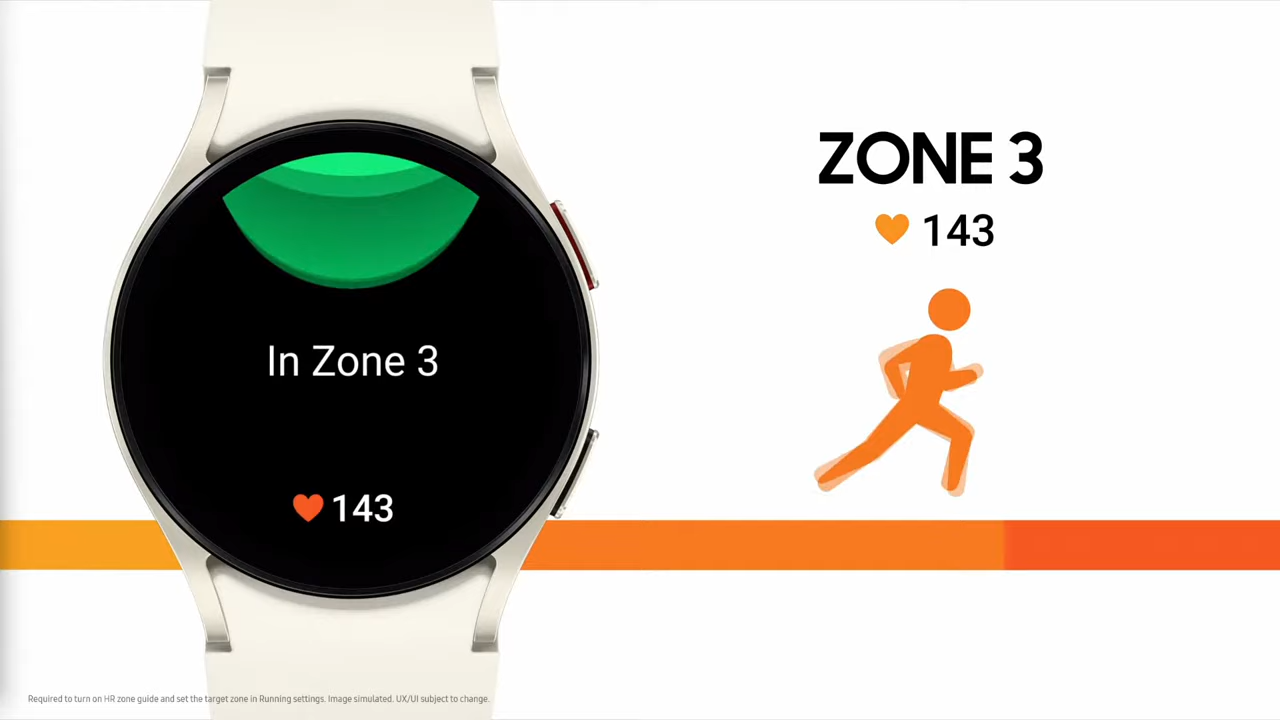 In Zone 3
143
ZONE 3
143
Required to turn on HR zone guide and set the target zone in Running settings. Image simulated. UX/UI subject to change.